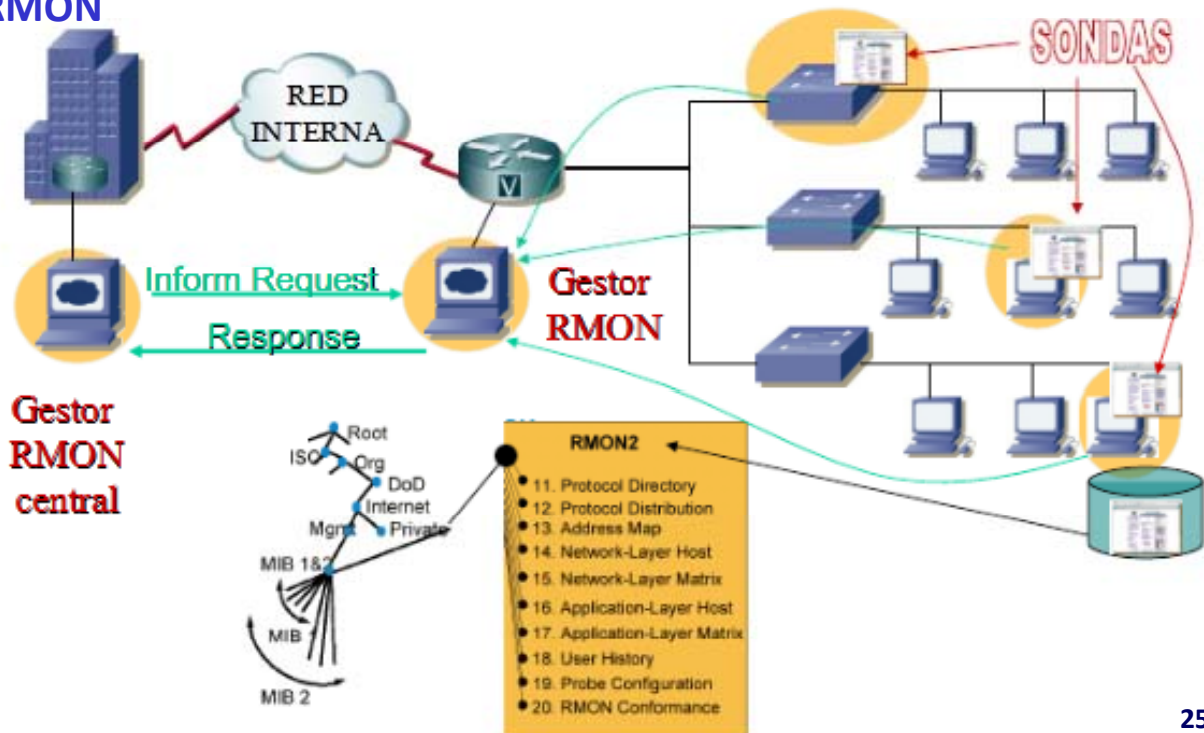 RMON
SONDAS
RED
INTERNA
V
Inform Request
Response
Gestor
RMON
Gestor
RMON
central
Root
ISO
Org
DoD
Internet
Mgmt
Private
MIB 1&2
MIB 1
MIB 2
RMON2
11. Protocol Directory
12. Protocol Distribution
13. Address Map
14. Network-Layer Host
15. Network-Layer Matrix
16. Application-Layer Host
17. Application-Layer Matrix
18. User History
19. Probe Configuration
20. RMON Conformance
25